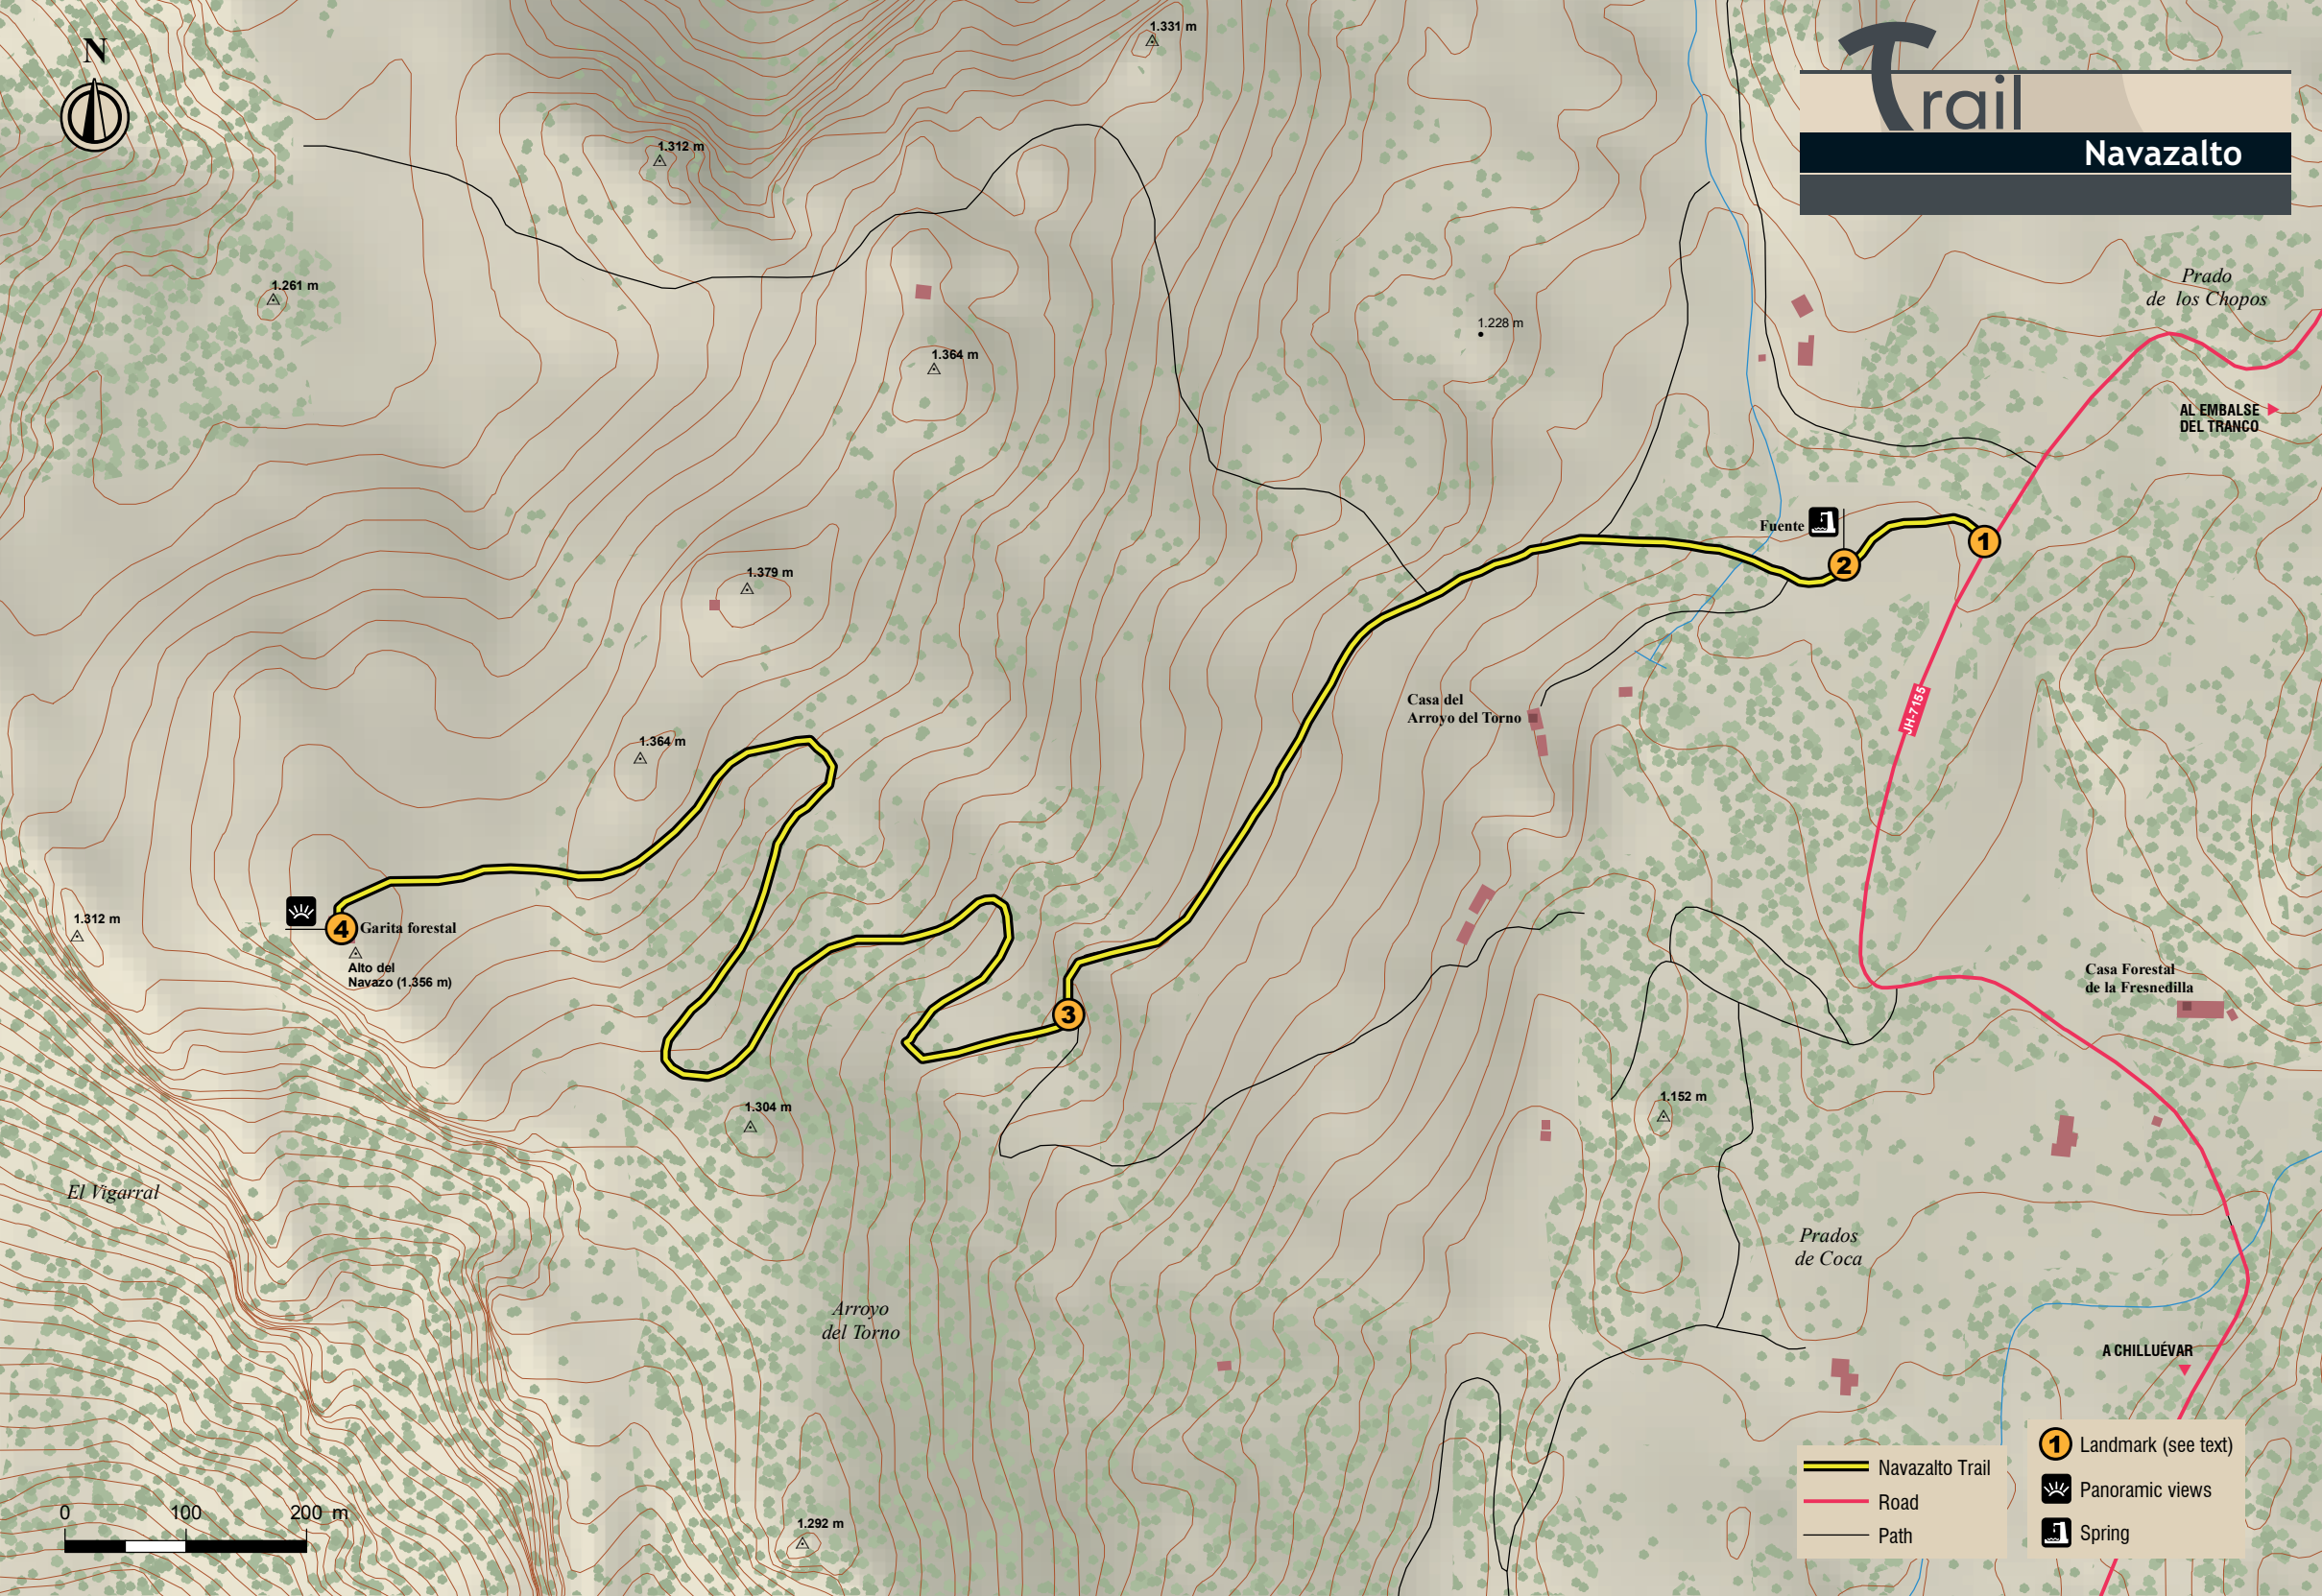 Trail
Navazalto
N
1.331 m
1.312 m
1.261 m
1.364 m
1.228 m
Prado
de los Chopos
AL EMBALSE
DEL TRANCO
Fuente
1
2
1.379 m
JH-7155
Casa del
Arroyo del Torno
1.364 m
1.312 m
4
Garita forestal
Alto del
Navazo (1.356 m)
3
Casa Forestal
de la Fresnedilla
1.304 m
1.152 m
El Vigarral
Prados
de Coca
Arroyo
del Torno
A CHILLUÉVAR
1.292 m
0 100 200 m
Navazalto Trail
Road
Path
1 Landmark (see text)
Panoramic views
Spring